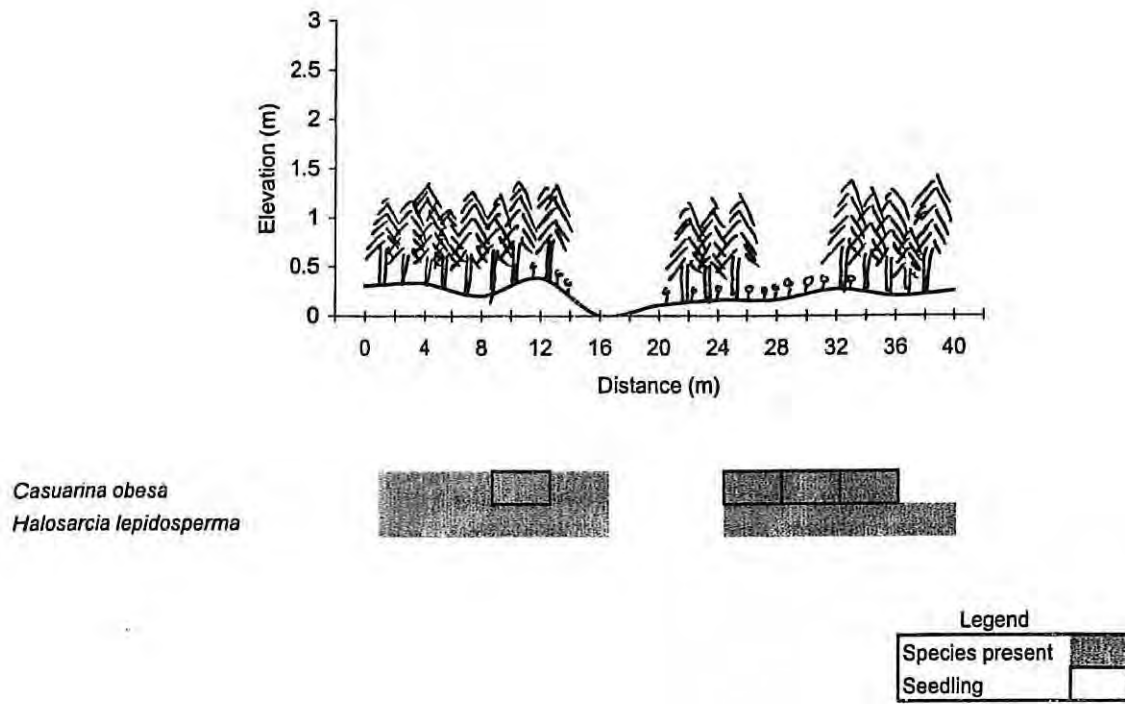 3
2.5
2
1.5
1
0.5
0
Elevation (m)
0 4 8 12 16 20 24 28 32 36 40
Distance (m)
Casuarina obesa
Halosarcia lepidosperma
Legend
Species present
Seedling